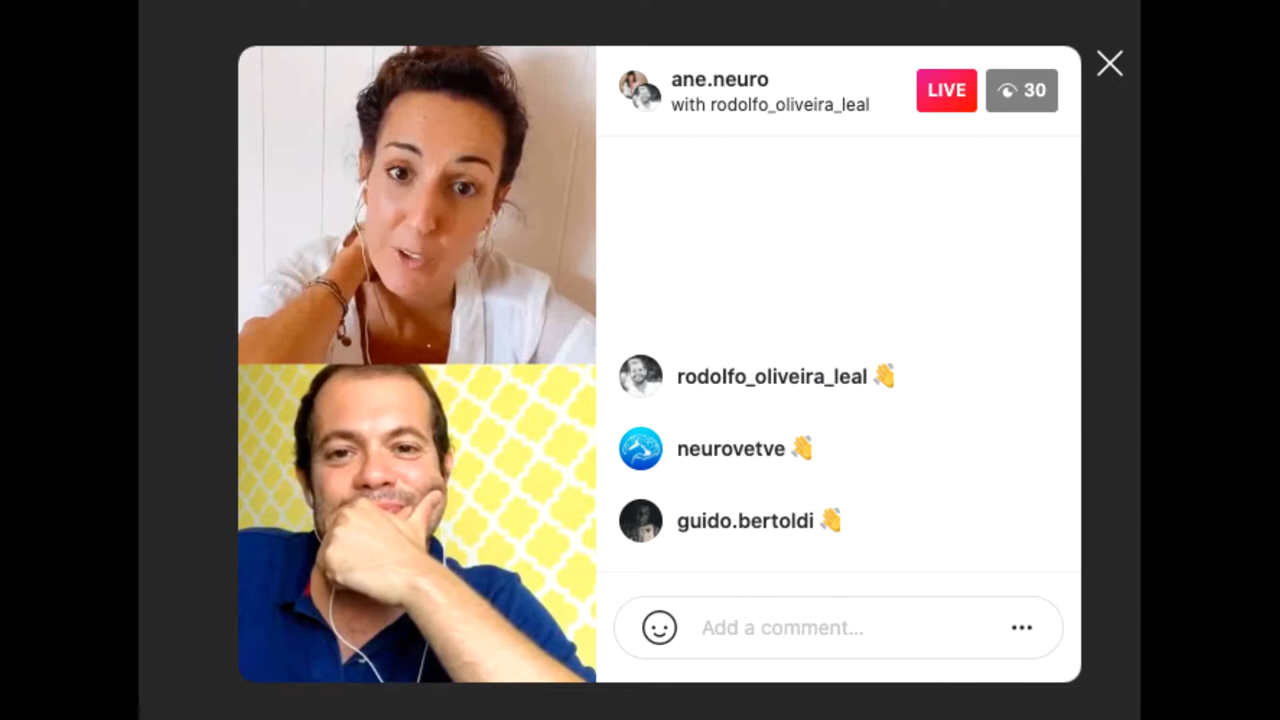 ane.neuro
with rodolfo_oliveira_leal
LIVE
30
rodolfo_oliveira_leal 👏
neurovetve 👏
guido.bertoldi 👏
Add a comment...